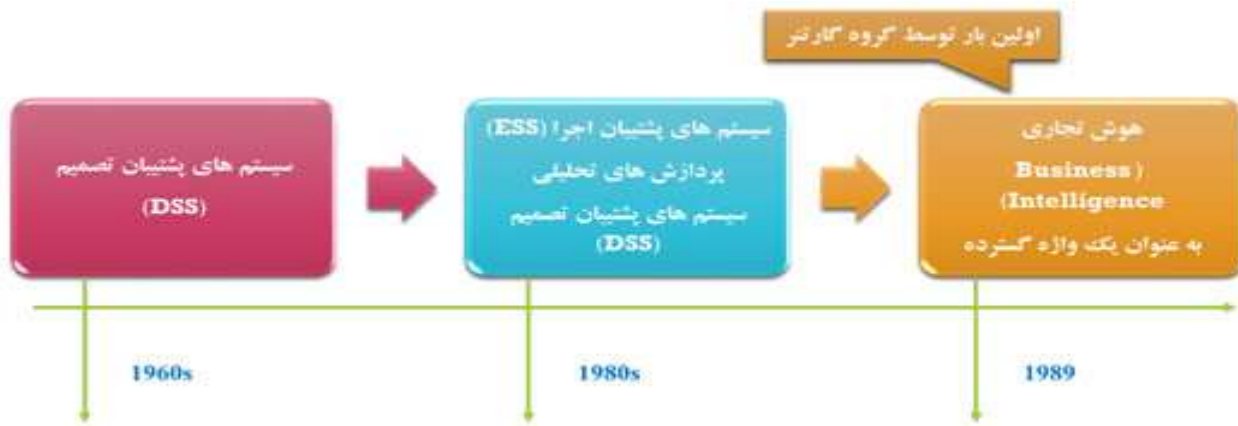 اولین بار توسط گروه گارتنر
سیستم های پشتیبان تصمیم
(DSS)
سیستم های پشتیبان اجرا (ESS)
پردازش های تحلیلی
سیستم های پشتیبان تصمیم
(DSS)
هوش تجاری
Business )
(Intelligence
به عنوان یک واژه گسترده
1960s
1980s
1989